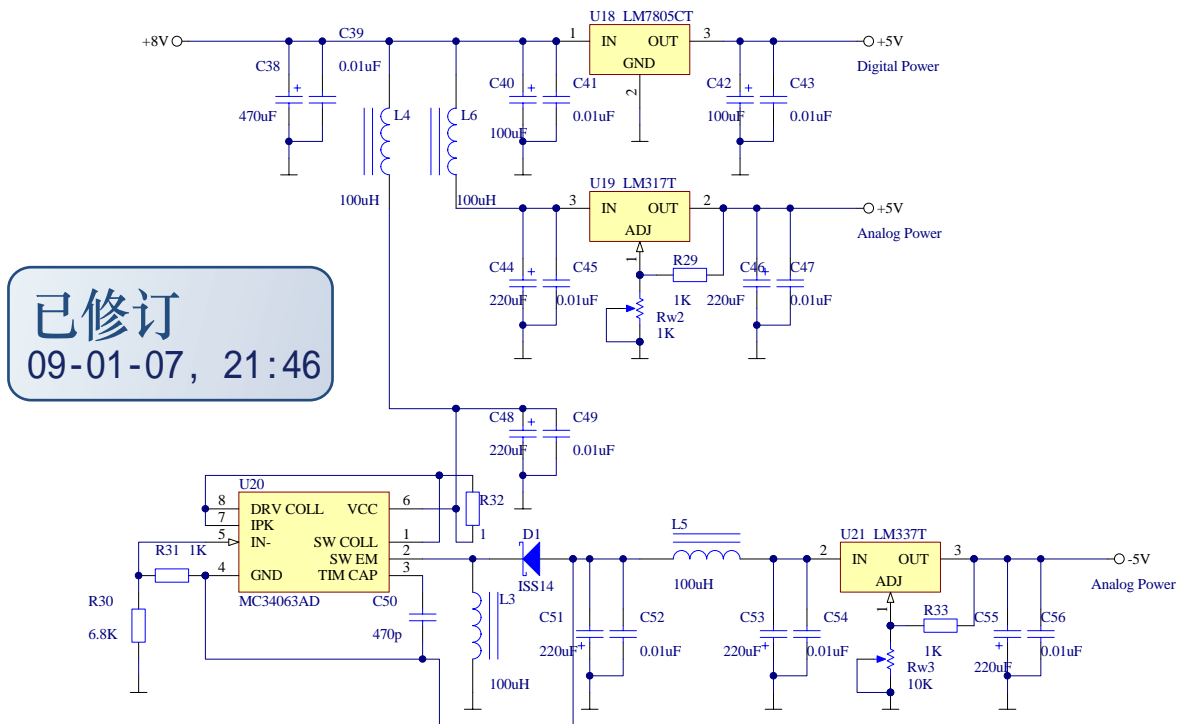 U18 LM7805CT
+8V
C39
1
IN
OUT
3
+5V
GND
2
Digital Power
C38
+
0.01uF
470uF
C40
+
C41
0.01uF
100uF
C42
+
C43
100uF
0.01uF
L4
L6
100uH
100uH
U19 LM317T
3
IN
OUT
2
+5V
ADJ
1
Analog Power
C44
+
C45
220uF
0.01uF
R29
1K
Rw2
1K
C46
+
C47
220uF
0.01uF
已修订
09-01-07, 21:46
C48
+
C49
220uF
0.01uF
U20
8
DRV COLL
VCC
6
7
IPK
5
IN-
SW COLL
1
SW EM
2
4
GND
TIM CAP
3
MC34063AD
R32
1
R31 1K
R30
6.8K
C50
470p
D1
ISS14
L3
100uH
L5
100uH
C51
220uF
+
C52
0.01uF
C53
220uF
+
C54
0.01uF
U21 LM337T
2
IN
OUT
3
-5V
ADJ
1
Analog Power
R33
1K
Rw3
10K
C55
220uF
+
C56
0.01uF